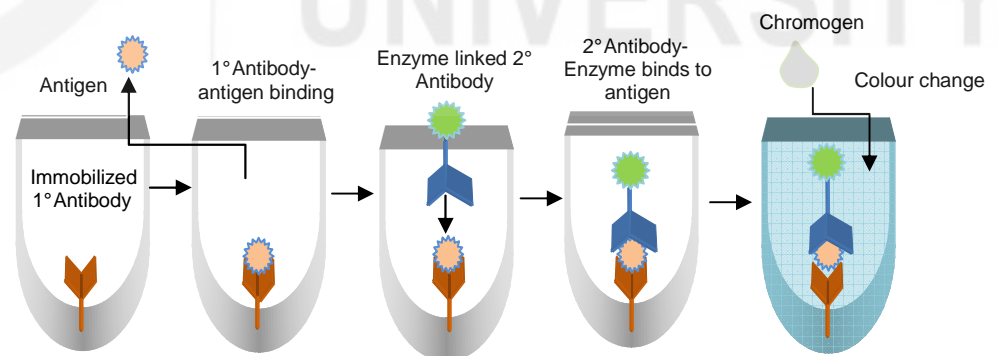 UNIVERSITY
Antigen
Immobilized
1° Antibody
1° Antibody-
antigen binding
Enzyme linked 2°
Antibody
2° Antibody-
Enzyme binds to
antigen
Chromogen
Colour change